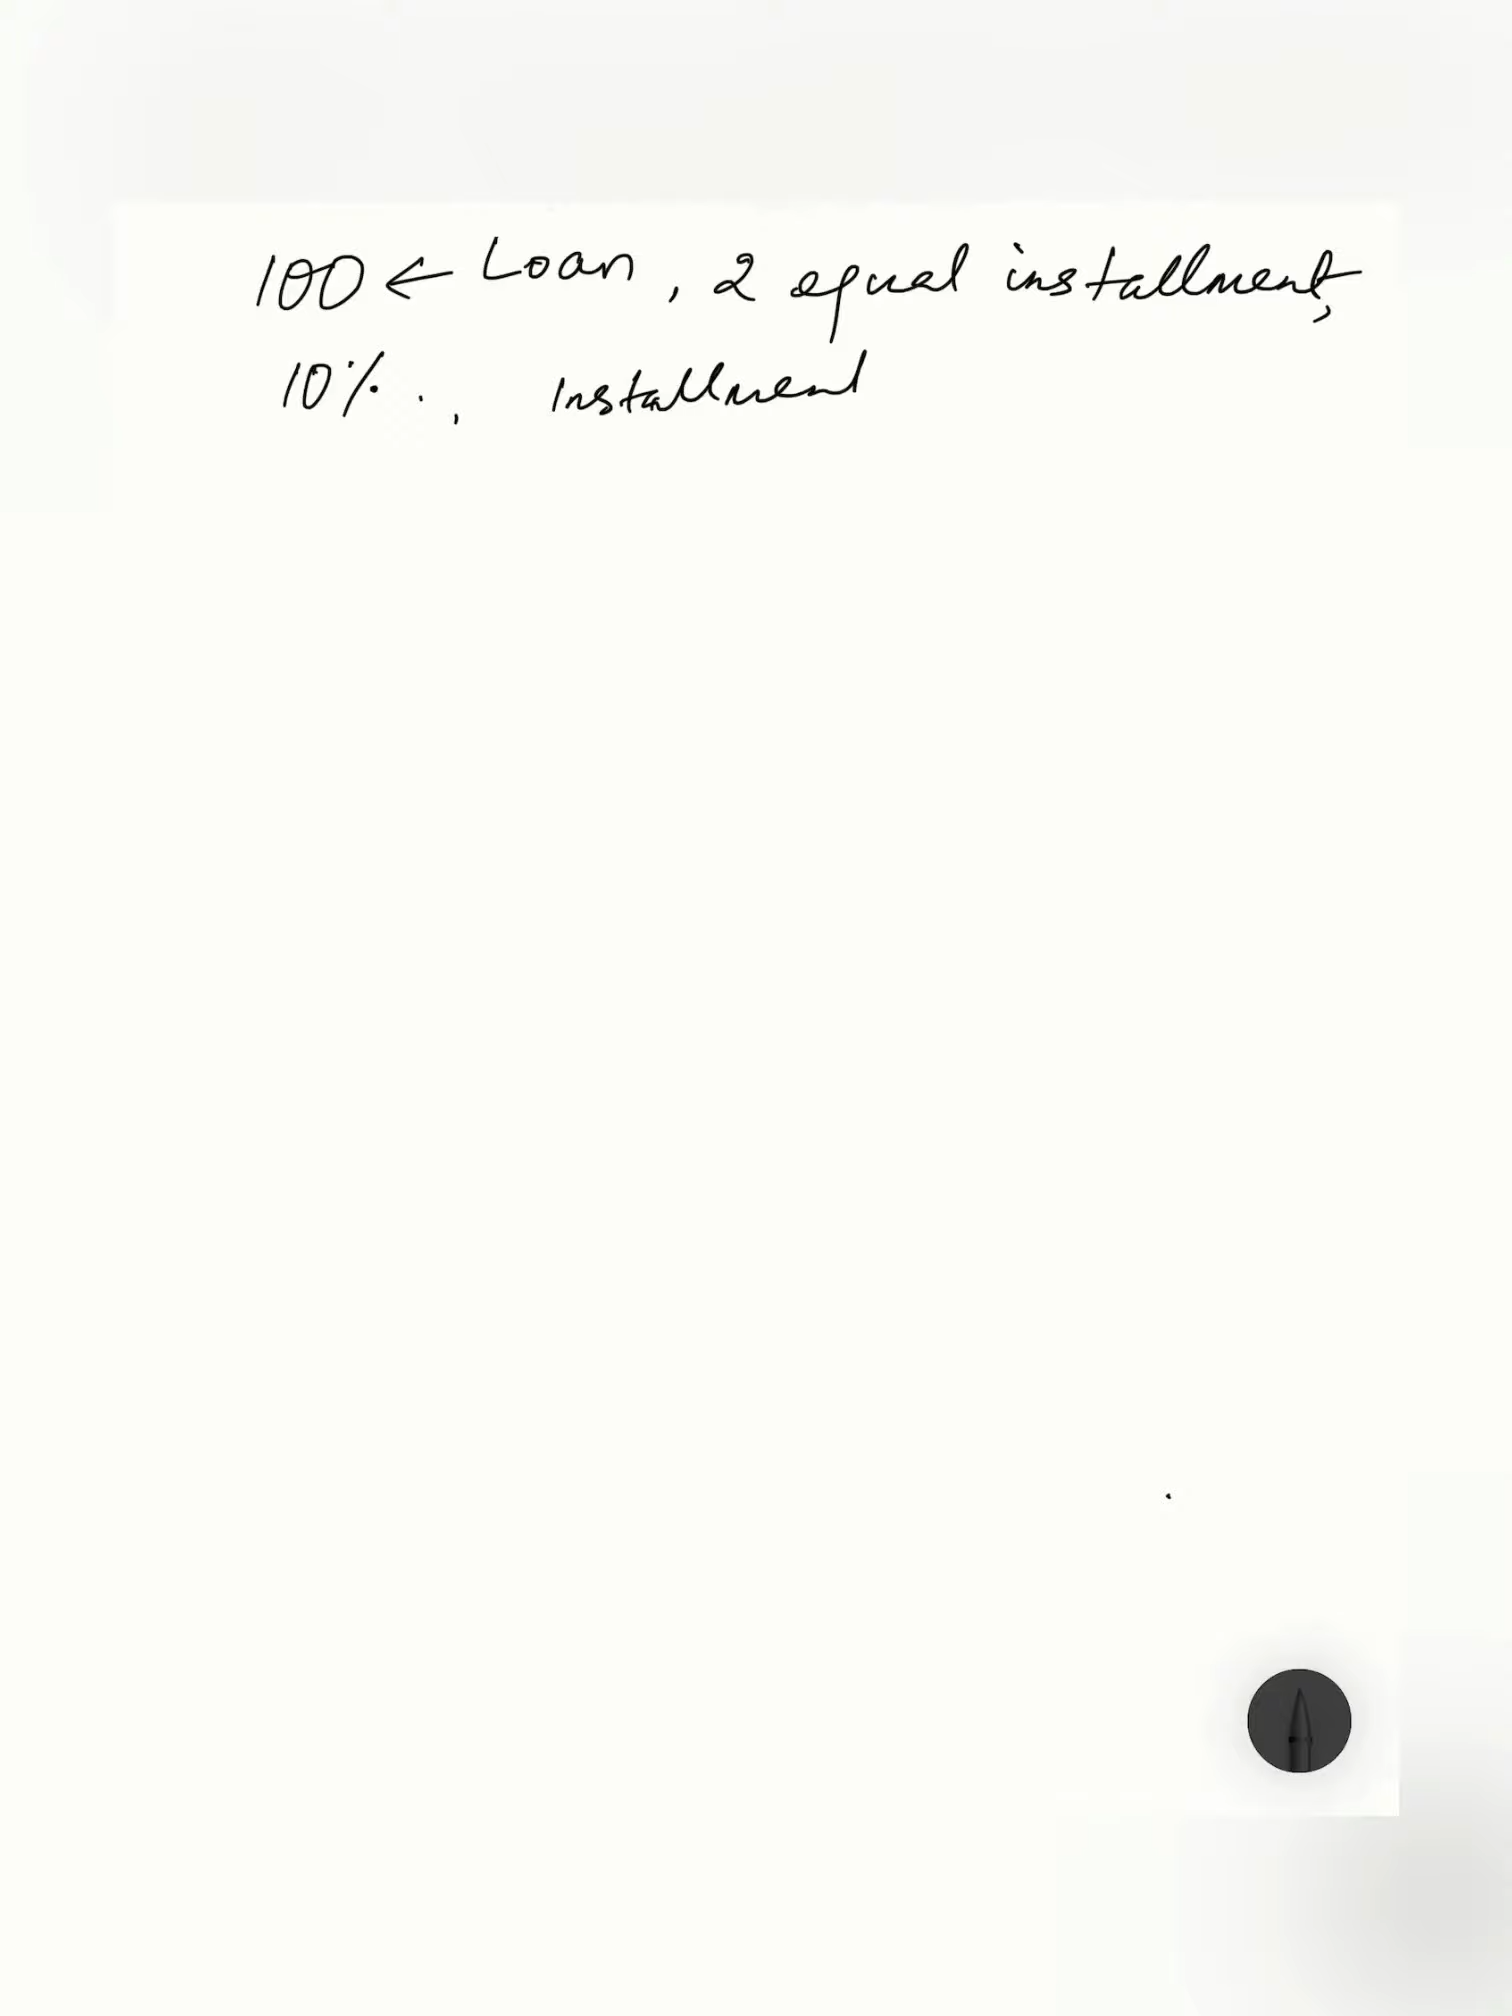 100 ← Loan, 2 equal installment,
10% ., Installment